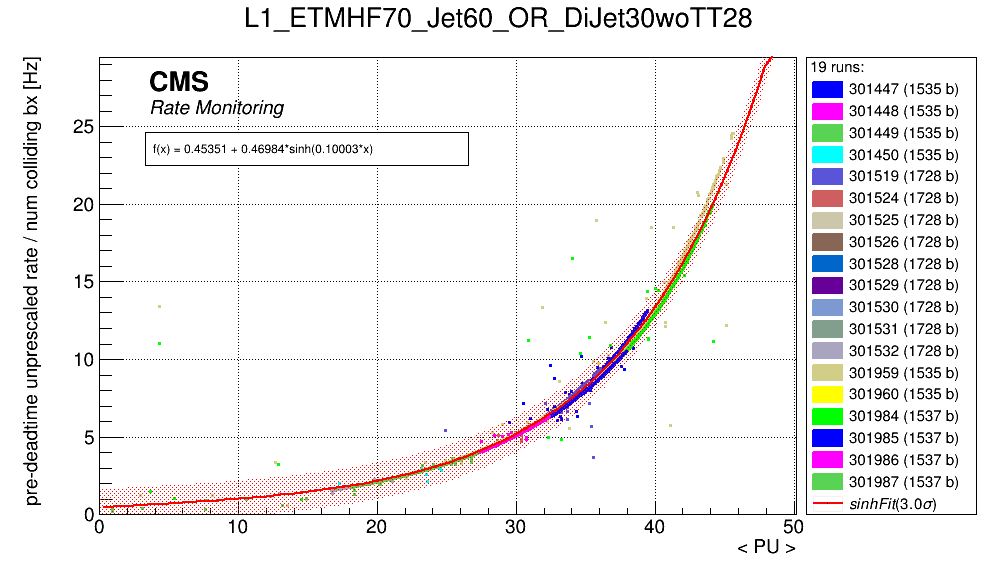 L1_ETMHF70_Jet60_OR_DiJet30woTT28
pre-deadtime unprescaled rate / num colliding bx [Hz]
CMS
Rate Monitoring
f(x) = 0.45351 + 0.46984*sinh(0.10003*x)
25
20
15
10
5
0
0 10 20 30 40 50
< PU >
19 runs:
301447 (1535 b)
301448 (1535 b)
301449 (1535 b)
301450 (1535 b)
301519 (1728 b)
301524 (1728 b)
301525 (1728 b)
301526 (1728 b)
301528 (1728 b)
301529 (1728 b)
301530 (1728 b)
301531 (1728 b)
301532 (1728 b)
301959 (1535 b)
301960 (1535 b)
301984 (1537 b)
301985 (1537 b)
301986 (1537 b)
301987 (1537 b)
sinhFit(3.0σ)